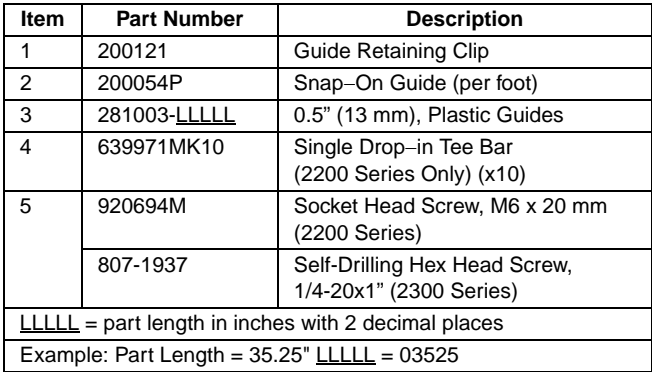 Item Part Number Description
1 200121 Guide Retaining Clip
2 200054P Snap–On Guide (per foot)
3 281003-LLLLL 0.5” (13 mm), Plastic Guides
4 639971MK10 Single Drop–in Tee Bar
(2200 Series Only) (x10)
5 920694M Socket Head Screw, M6 x 20 mm
(2200 Series)
807-1937 Self-Drilling Hex Head Screw,
1/4-20x1” (2300 Series)
LLLLL = part length in inches with 2 decimal places
Example: Part Length = 35.25" LLLLL = 03525